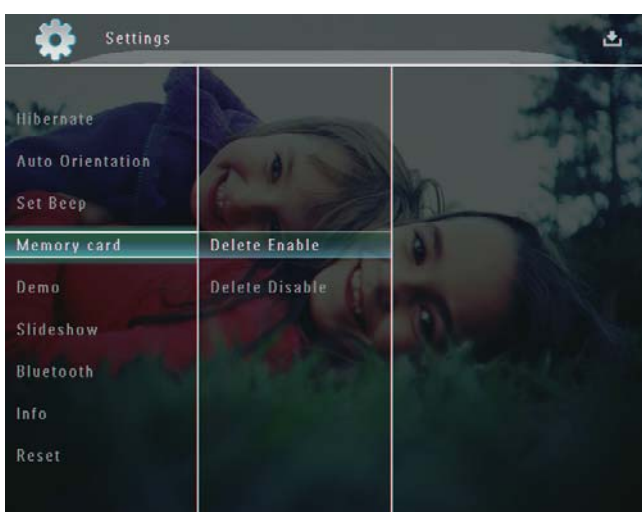 Settings
Hibernate
Auto Orientation
Set Beep
Memory card
Delete Enable
Demo
Delete Disable
Slideshow
Bluetooth
Info
Reset